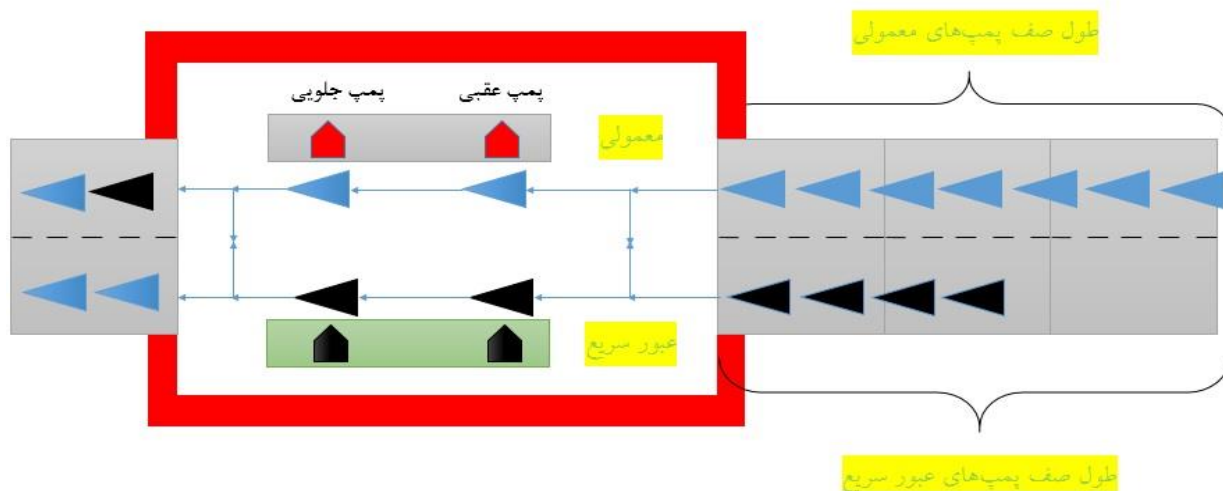 طول صف پمپ‌های معمولی
پمپ عقبی
پمپ جلویی
معمولی
عبور سریع
طول صف پمپ‌های عبور سریع